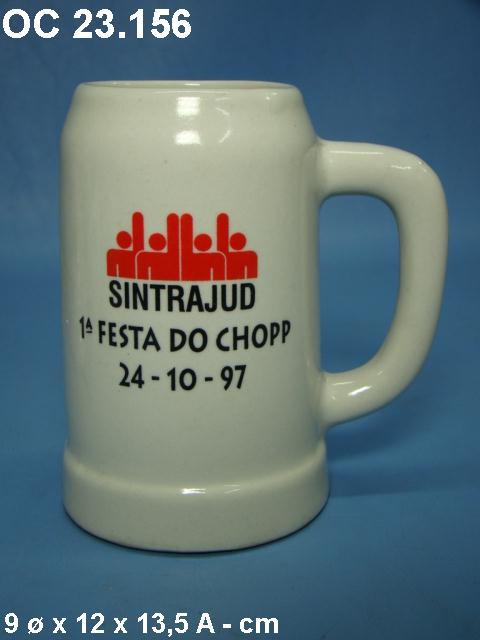 OC 23.156
SINTRAJUD
1ª FESTA DO CHOPP
24 - 10 - 97
9 ø x 12 x 13,5 A - cm